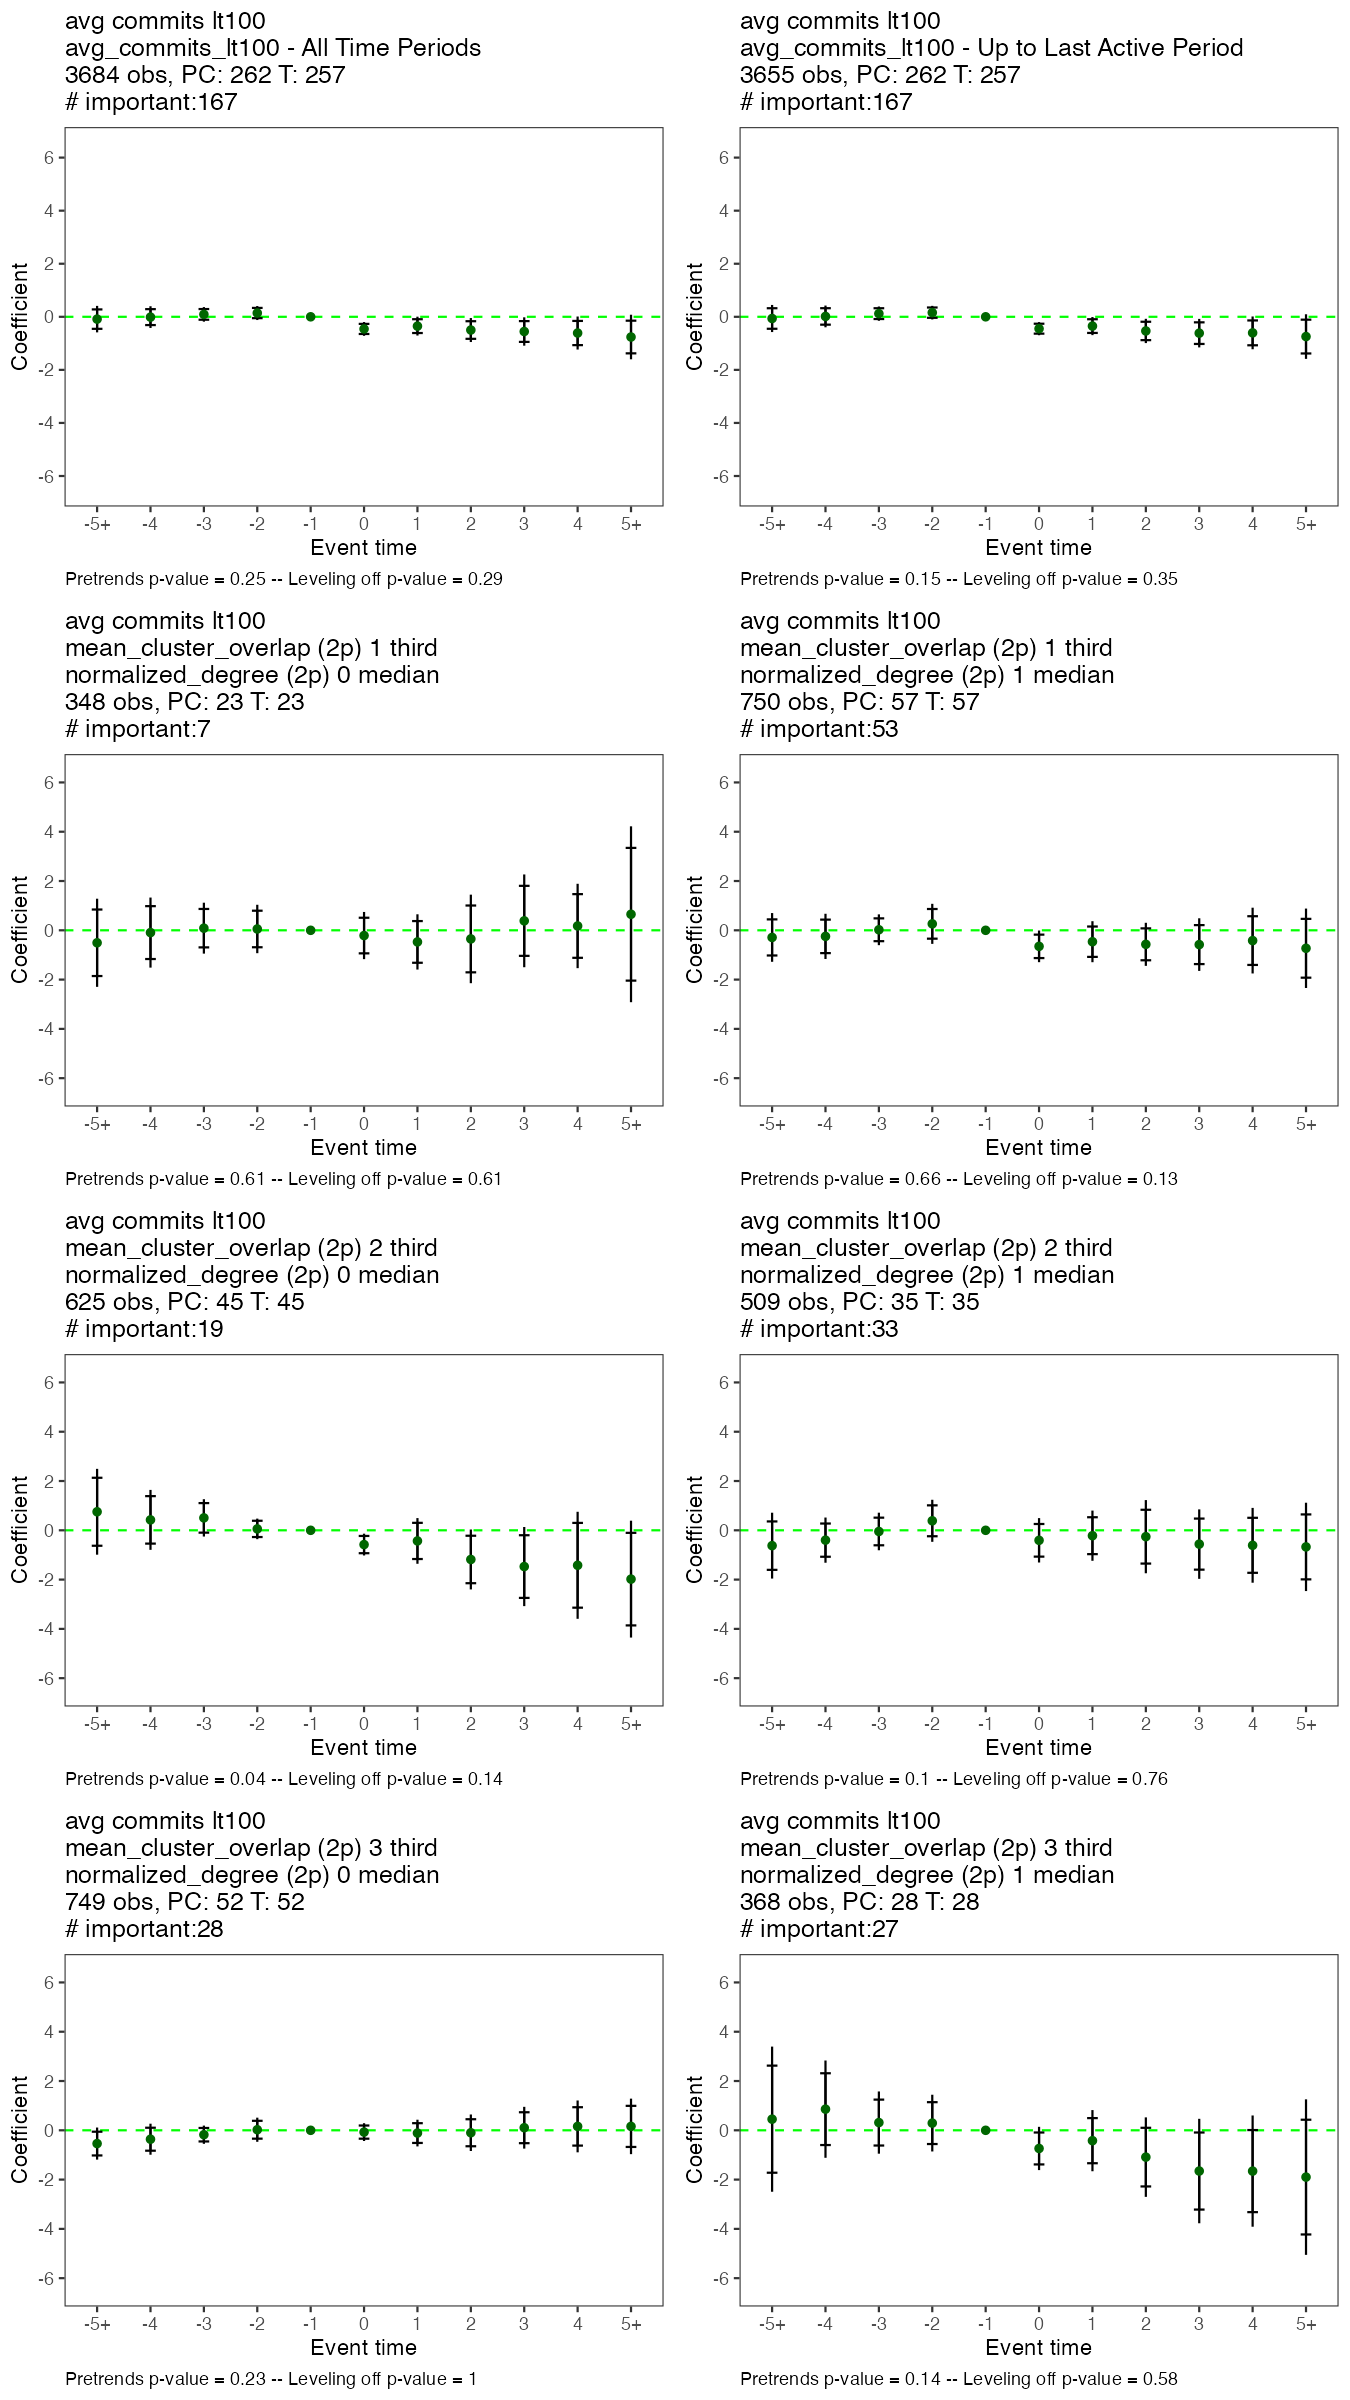 avg commits lt100
avg_commits_lt100 - All Time Periods
3684 obs, PC: 262 T: 257
# important:167
6
4
2
0
-2
-4
-6
Coefficient
-5+ -4 -3 -2 -1 0 1 2 3 4 5+
Event time
Pretrends p-value = 0.25 -- Leveling off p-value = 0.29
avg commits lt100
avg_commits_lt100 - Up to Last Active Period
3655 obs, PC: 262 T: 257
# important:167
6
4
2
0
-2
-4
-6
Coefficient
-5+ -4 -3 -2 -1 0 1 2 3 4 5+
Event time
Pretrends p-value = 0.15 -- Leveling off p-value = 0.35
avg commits lt100
mean_cluster_overlap (2p) 1 third
normalized_degree (2p) 0 median
348 obs, PC: 23 T: 23
# important:7
6
4
2
0
-2
-4
-6
Coefficient
-5+ -4 -3 -2 -1 0 1 2 3 4 5+
Event time
Pretrends p-value = 0.61 -- Leveling off p-value = 0.61
avg commits lt100
mean_cluster_overlap (2p) 1 third
normalized_degree (2p) 1 median
750 obs, PC: 57 T: 57
# important:53
6
4
2
0
-2
-4
-6
Coefficient
-5+ -4 -3 -2 -1 0 1 2 3 4 5+
Event time
Pretrends p-value = 0.66 -- Leveling off p-value = 0.13
avg commits lt100
mean_cluster_overlap (2p) 2 third
normalized_degree (2p) 0 median
625 obs, PC: 45 T: 45
# important:19
6
4
2
0
-2
-4
-6
Coefficient
-5+ -4 -3 -2 -1 0 1 2 3 4 5+
Event time
Pretrends p-value = 0.04 -- Leveling off p-value = 0.14
avg commits lt100
mean_cluster_overlap (2p) 2 third
normalized_degree (2p) 1 median
509 obs, PC: 35 T: 35
# important:33
6
4
2
0
-2
-4
-6
Coefficient
-5+ -4 -3 -2 -1 0 1 2 3 4 5+
Event time
Pretrends p-value = 0.1 -- Leveling off p-value = 0.76
avg commits lt100
mean_cluster_overlap (2p) 3 third
normalized_degree (2p) 0 median
749 obs, PC: 52 T: 52
# important:28
6
4
2
0
-2
-4
-6
Coefficient
-5+ -4 -3 -2 -1 0 1 2 3 4 5+
Event time
Pretrends p-value = 0.23 -- Leveling off p-value = 1
avg commits lt100
mean_cluster_overlap (2p) 3 third
normalized_degree (2p) 1 median
368 obs, PC: 28 T: 28
# important:27
6
4
2
0
-2
-4
-6
Coefficient
-5+ -4 -3 -2 -1 0 1 2 3 4 5+
Event time
Pretrends p-value = 0.14 -- Leveling off p-value = 0.58